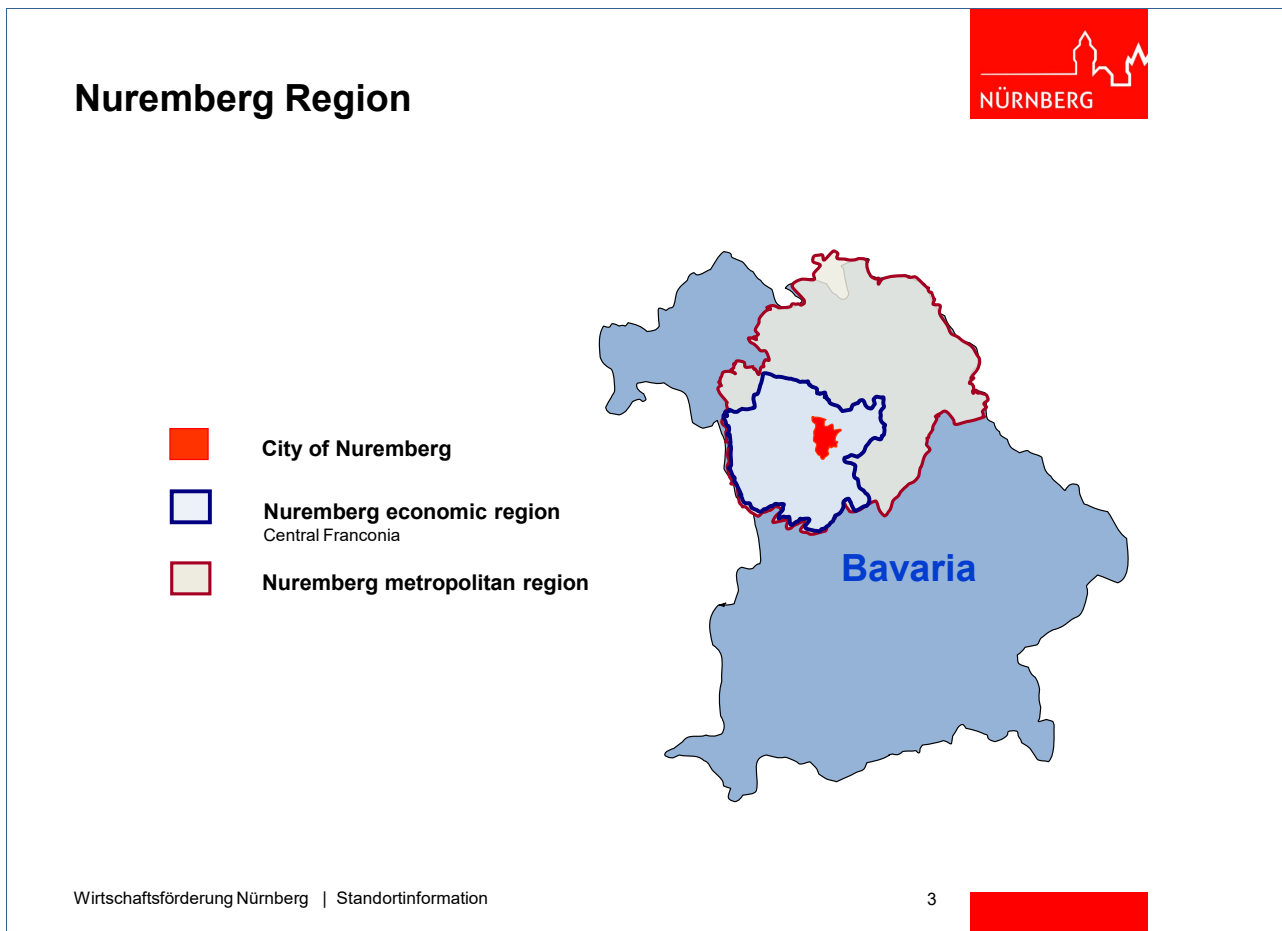 Nuremberg Region
NÜRNBERG
City of Nuremberg
Nuremberg economic region
Central Franconia
Nuremberg metropolitan region
Bavaria
Wirtschaftsförderung Nürnberg | Standortinformation
3